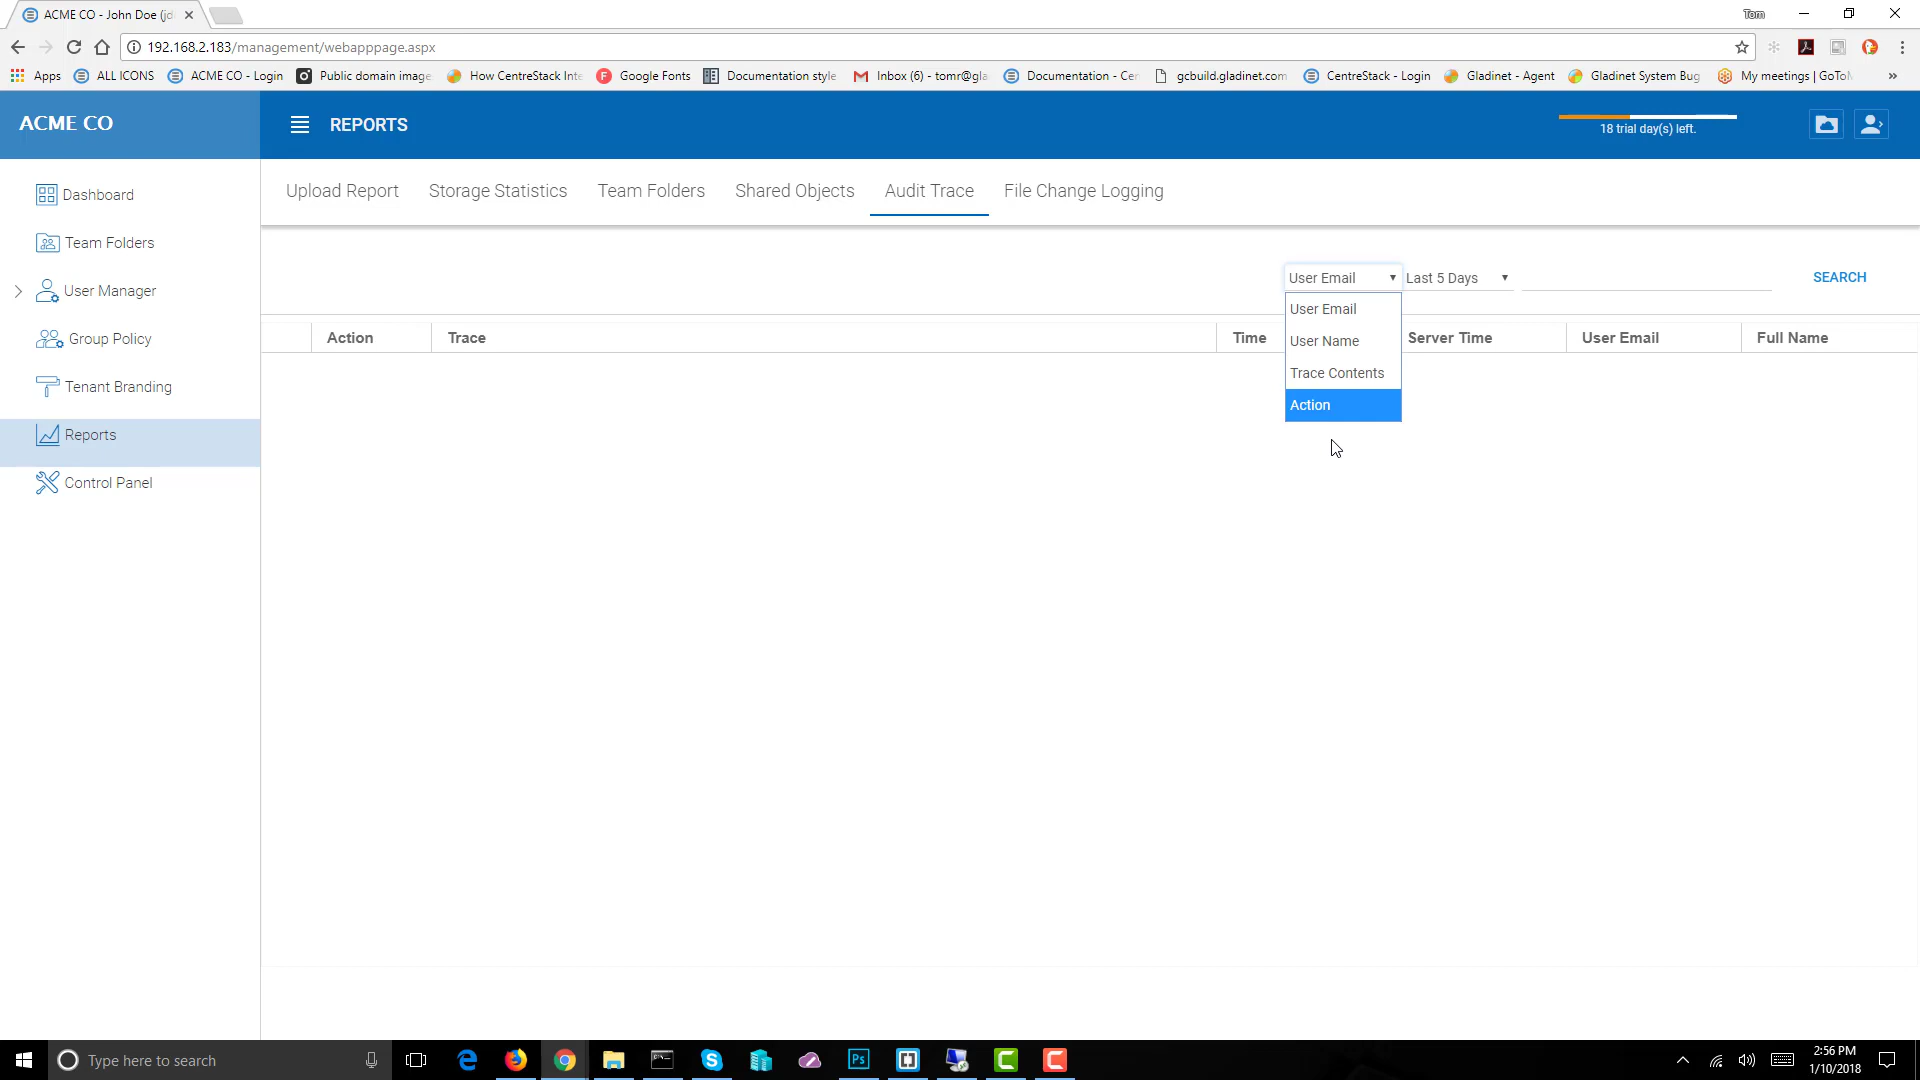 ACME CO - John Doe (jd
Tom
192.168.2.183/management/webapppage.aspx
Apps ALL ICONS ACME CO - Login Public domain image How CentreStack Inte Google Fonts Documentation style Inbox (6) - tomr@gla Documentation - Cen gcbuild.gladinet.com CentreStack - Login Gladinet - Agent Gladinet System Bug My meetings | GoToM »
ACME CO
REPORTS
18 trial day(s) left.
Dashboard
Team Folders
User Manager
Group Policy
Tenant Branding
Reports
Control Panel
Upload Report Storage Statistics Team Folders Shared Objects Audit Trace File Change Logging
User Email Last 5 Days SEARCH
User Email
User Name
Trace Contents
Action
Action Trace Time Server Time User Email Full Name
Type here to search
Ps
2:56 PM
1/10/2018